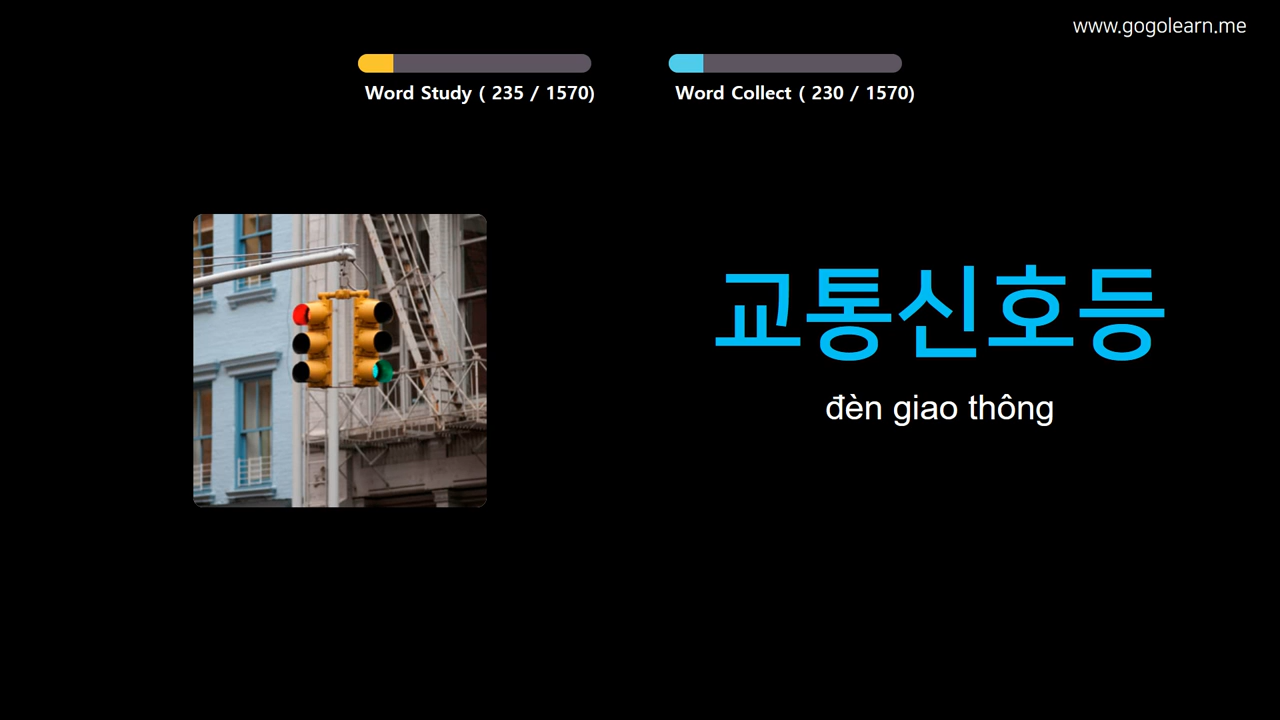 www.gogolearn.me
Word Study ( 235 / 1570)
Word Collect ( 230 / 1570)
교통신호등
đèn giao thông